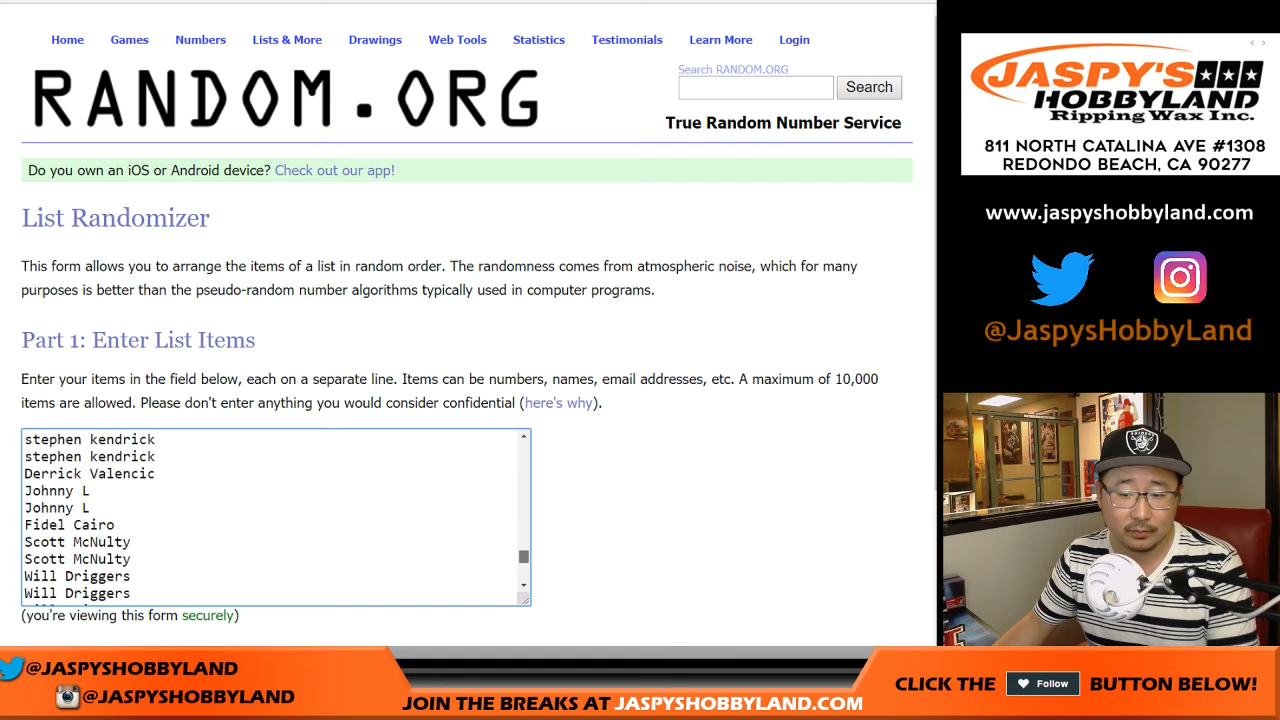 Home Games Numbers Lists & More Drawings Web Tools Statistics Testimonials Learn More Login
RANDOM.ORG
Search RANDOM.ORG
Search
True Random Number Service
Do you own an iOS or Android device? Check out our app!
List Randomizer
This form allows you to arrange the items of a list in random order. The randomness comes from atmospheric noise, which for many
purposes is better than the pseudo-random number algorithms typically used in computer programs.
Part 1: Enter List Items
Enter your items in the field below, each on a separate line. Items can be numbers, names, email addresses, etc. A maximum of 10,000
items are allowed. Please don't enter anything you would consider confidential (here's why).
stephen kendrick
stephen kendrick
Derrick Valencic
Johnny L
Johnny L
Fidel Cairo
Scott McNulty
Scott McNulty
Will Driggers
Will Driggers
(you're viewing this form securely)
JASPY'S
HOBBYLAND
Ripping Wax Inc.
811 NORTH CATALINA AVE #1308
REDONDO BEACH, CA 90277
www.jaspyshobbyland.com
@JaspysHobbyLand
RAIDERS
@JASPYSHOBBYLAND
@JASPYSHOBBYLAND
JOIN THE BREAKS AT JASPYSHOBBYLAND.COM
CLICK THE Follow BUTTON BELOW!